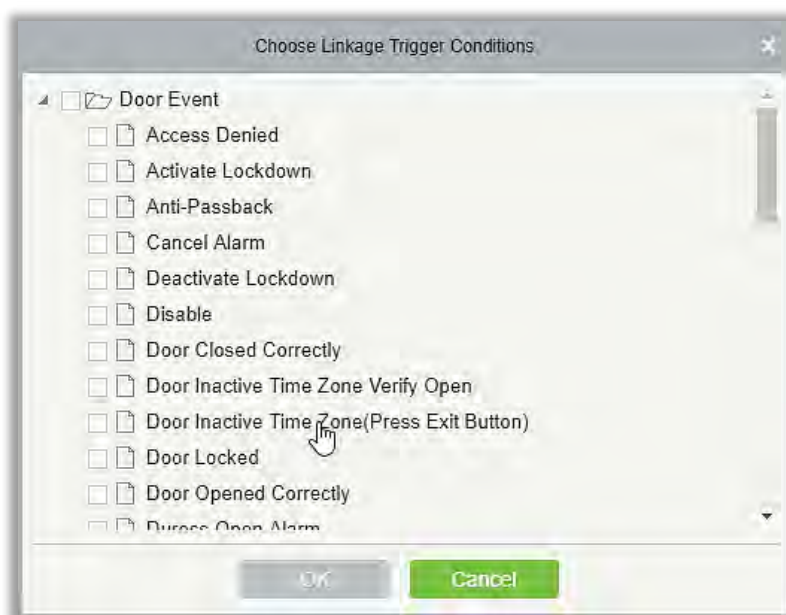 Choose Linkage Trigger Conditions
Door Event
Access Denied
Activate Lockdown
Anti-Passback
Cancel Alarm
Deactivate Lockdown
Disable
Door Closed Correctly
Door Inactive Time Zone Verify Open
Door Inactive Time Zone(Press Exit Button)
Door Locked
Door Opened Correctly
Duress Open Alarm
OK
Cancel